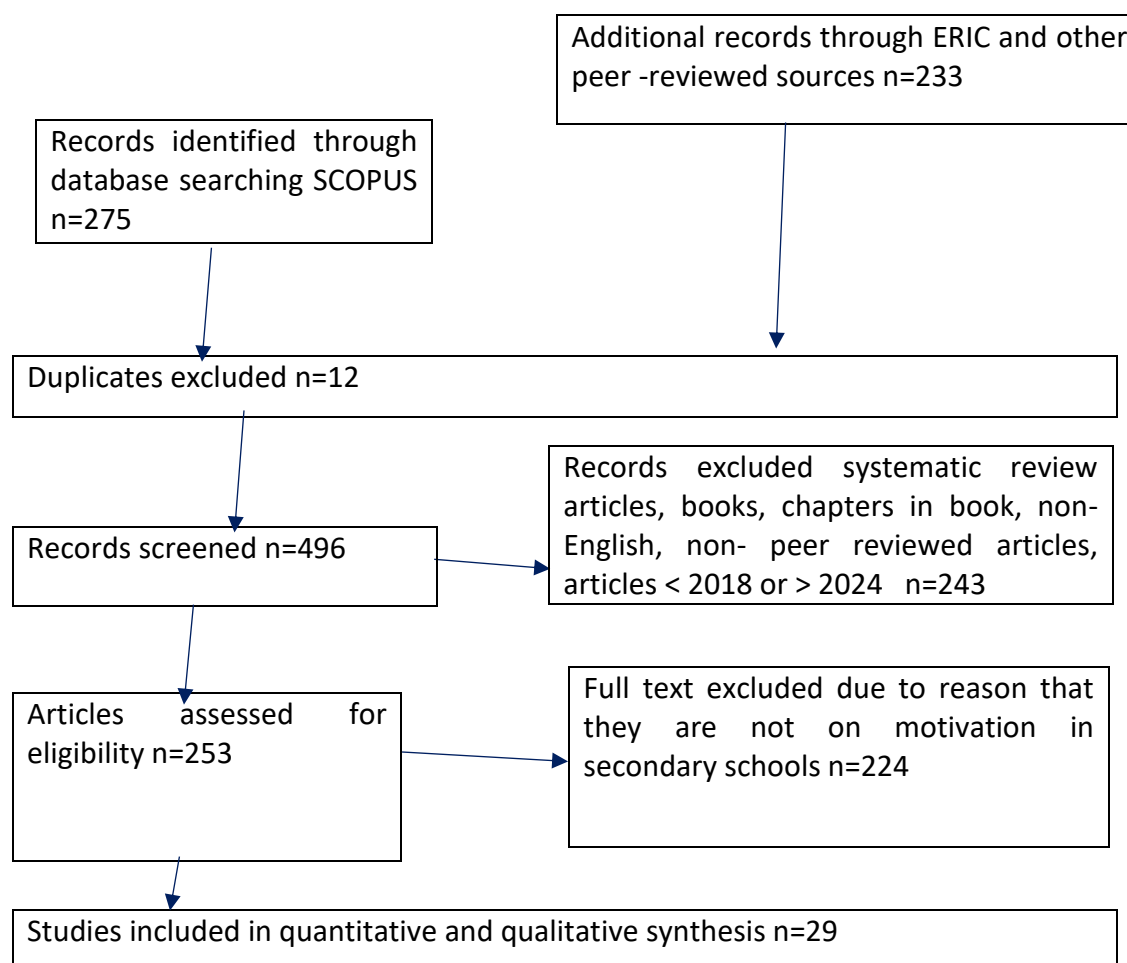 Additional records through ERIC and other
peer -reviewed sources n=233
Records identified through
database searching SCOPUS
n=275
Duplicates excluded n=12
Records excluded systematic review
articles, books, chapters in book, non-
English, non- peer reviewed articles,
articles < 2018 or > 2024 n=243
Records screened n=496
Full text excluded due to reason that
they are not on motivation in
secondary schools n=224
Articles assessed for
eligibility n=253
Studies included in quantitative and qualitative synthesis n=29